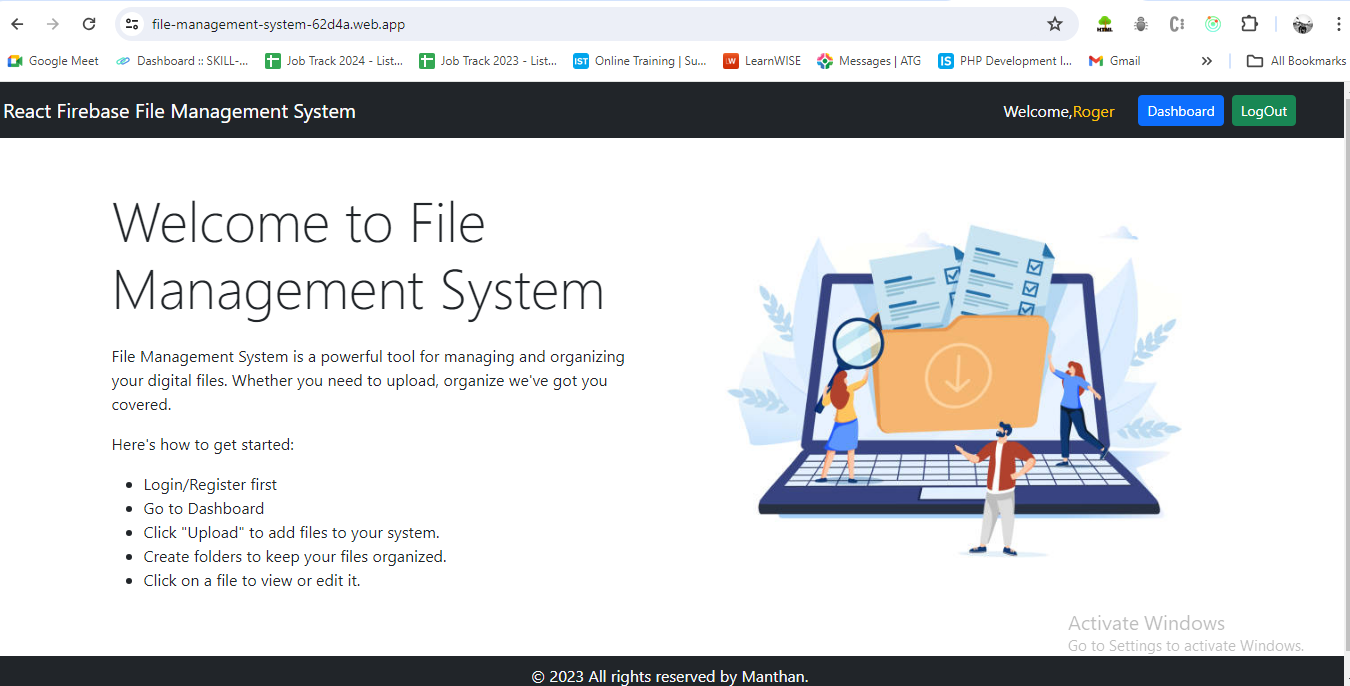 file-management-system-62d4a.web.app
HTML
Google Meet
Dashboard :: SKILL-...
Job Track 2024 - List...
Job Track 2023 - List...
IST Online Training | Su...
LW LearnWISE
Messages | ATG
IS PHP Development I...
Gmail
All Bookmarks
React Firebase File Management System
Welcome,Roger
Dashboard
LogOut
Welcome to File
Management System
File Management System is a powerful tool for managing and organizing
your digital files. Whether you need to upload, organize we've got you
covered.
Here's how to get started:
Login/Register first
Go to Dashboard
Click "Upload" to add files to your system.
Create folders to keep your files organized.
Click on a file to view or edit it.
Activate Windows
Go to Settings to activate Windows.
© 2023 All rights reserved by Manthan.